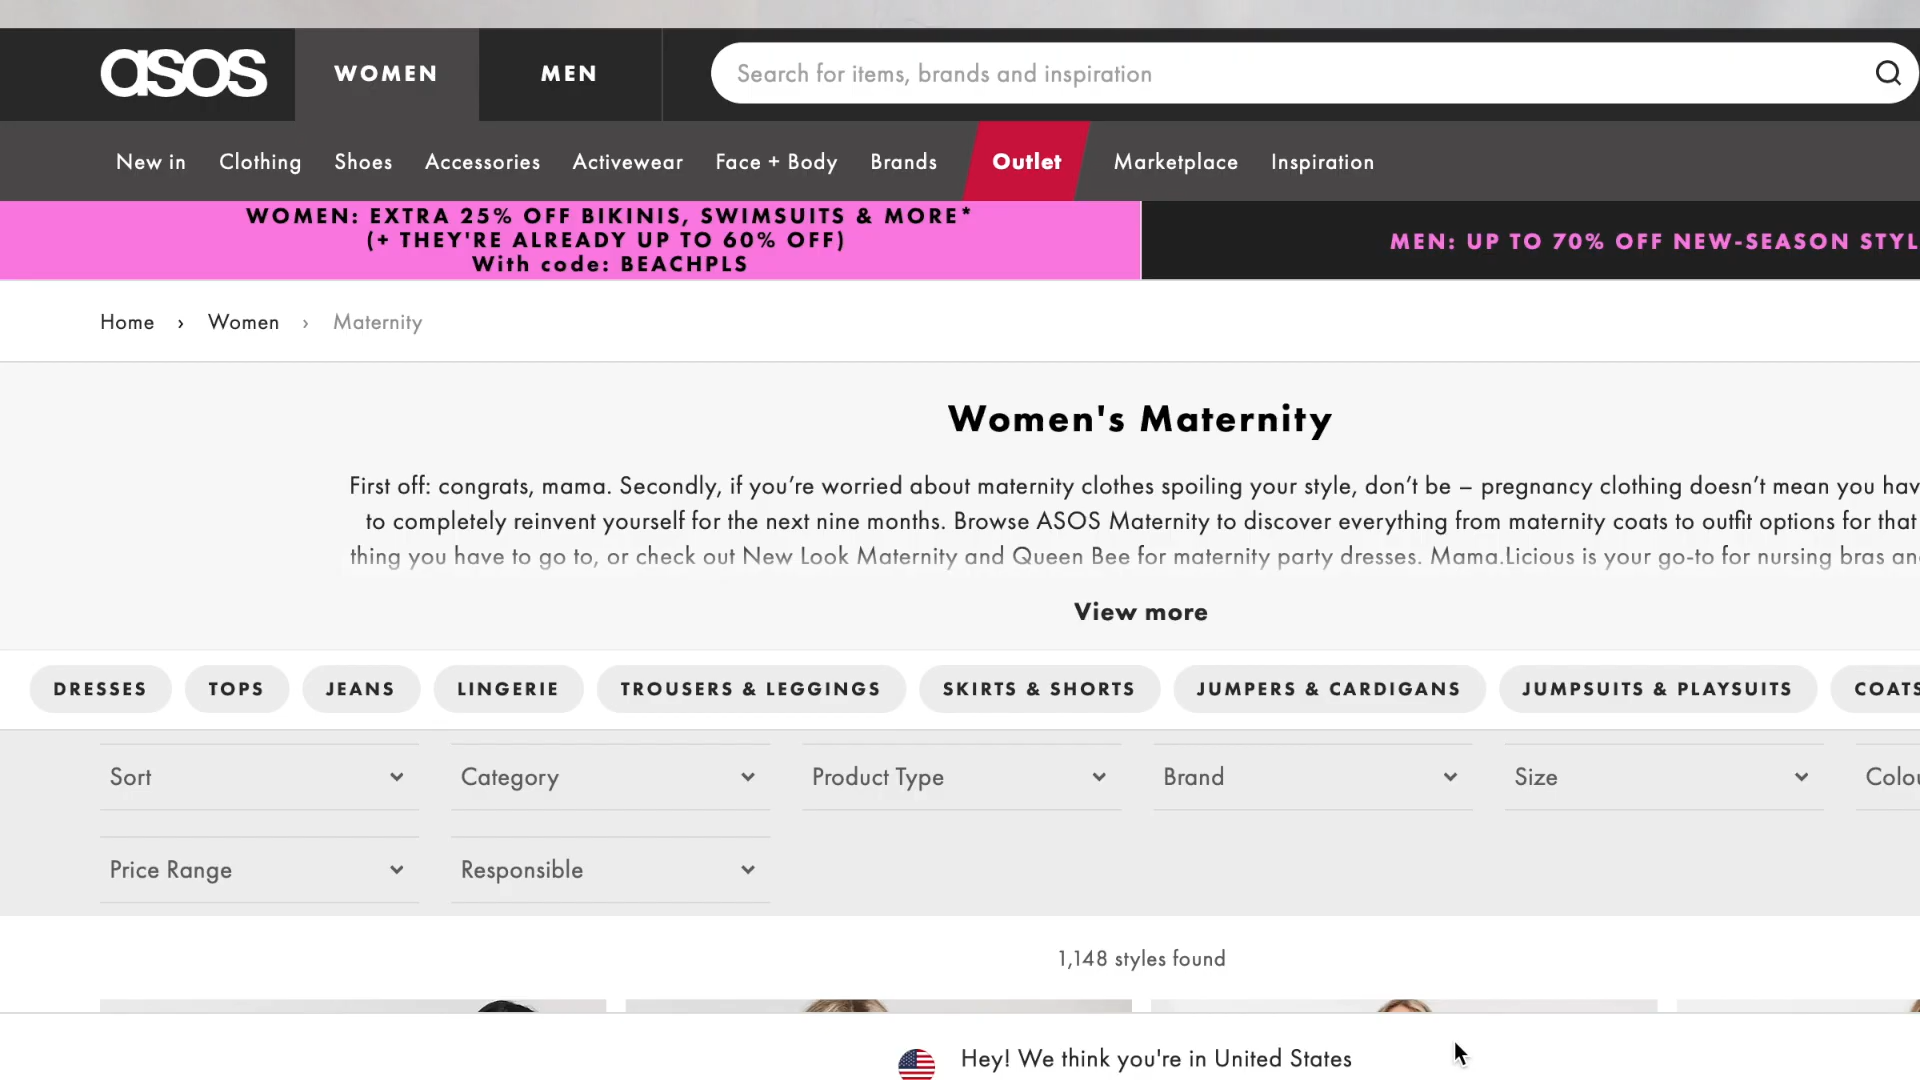 asos
WOMEN
MEN
Search for items, brands and inspiration
New in
Clothing
Shoes
Accessories
Activewear
Face + Body
Brands
Outlet
Marketplace
Inspiration
WOMEN: EXTRA 25% OFF BIKINIS, SWIMSUITS & MORE*
(+ THEY'RE ALREADY UP TO 60% OFF)
With code: BEACHPLS
MEN: UP TO 70% OFF NEW-SEASON STYL
Home › Women › Maternity
Women's Maternity
First off: congrats, mama. Secondly, if you’re worried about maternity clothes spoiling your style, don’t be – pregnancy clothing doesn’t mean you hav
to completely reinvent yourself for the next nine months. Browse ASOS Maternity to discover everything from maternity coats to outfit options for that
thing you have to go to, or check out New Look Maternity and Queen Bee for maternity party dresses. Mama.Licious is your go-to for nursing bras an
View more
DRESSES
TOPS
JEANS
LINGERIE
TROUSERS & LEGGINGS
SKIRTS & SHORTS
JUMPERS & CARDIGANS
JUMPSUITS & PLAYSUITS
COATS
Sort
Category
Product Type
Brand
Size
Colou
Price Range
Responsible
1,148 styles found
Hey! We think you're in United States